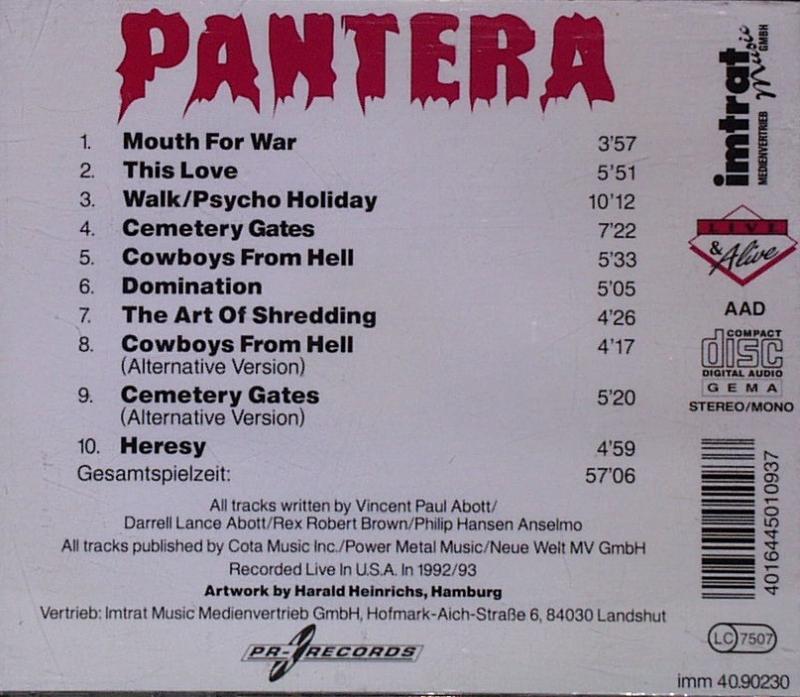 PANTERA
1. Mouth For War 3'57
2. This Love 5'51
3. Walk/Psycho Holiday 10'12
4. Cemetery Gates 7'22
5. Cowboys From Hell 5'33
6. Domination 5'05
7. The Art Of Shredding 4'26
8. Cowboys From Hell 4'17
(Alternative Version)
9. Cemetery Gates 5'20
(Alternative Version)
10. Heresy 4'59
Gesamtspielzeit: 57'06
All tracks written by Vincent Paul Abott/
Darrell Lance Abott/Rex Robert Brown/Philip Hansen Anselmo
All tracks published by Cota Music Inc./Power Metal Music/Neue Welt MV GmbH
Recorded Live In U.S.A. In 1992/93
Artwork by Harald Heinrichs, Hamburg
Vertrieb: Imtrat Music Medienvertrieb GmbH, Hofmark-Aich-Straße 6, 84030 Landshut
PR-RECORDS
imtrat
Music
MEDIENVERTRIEB GMBH
LIVE
& Alive
AAD
COMPACT
disc
DIGITAL AUDIO
GEMA
STEREO/MONO
4016445010937
LC 7507
imm 40.90230